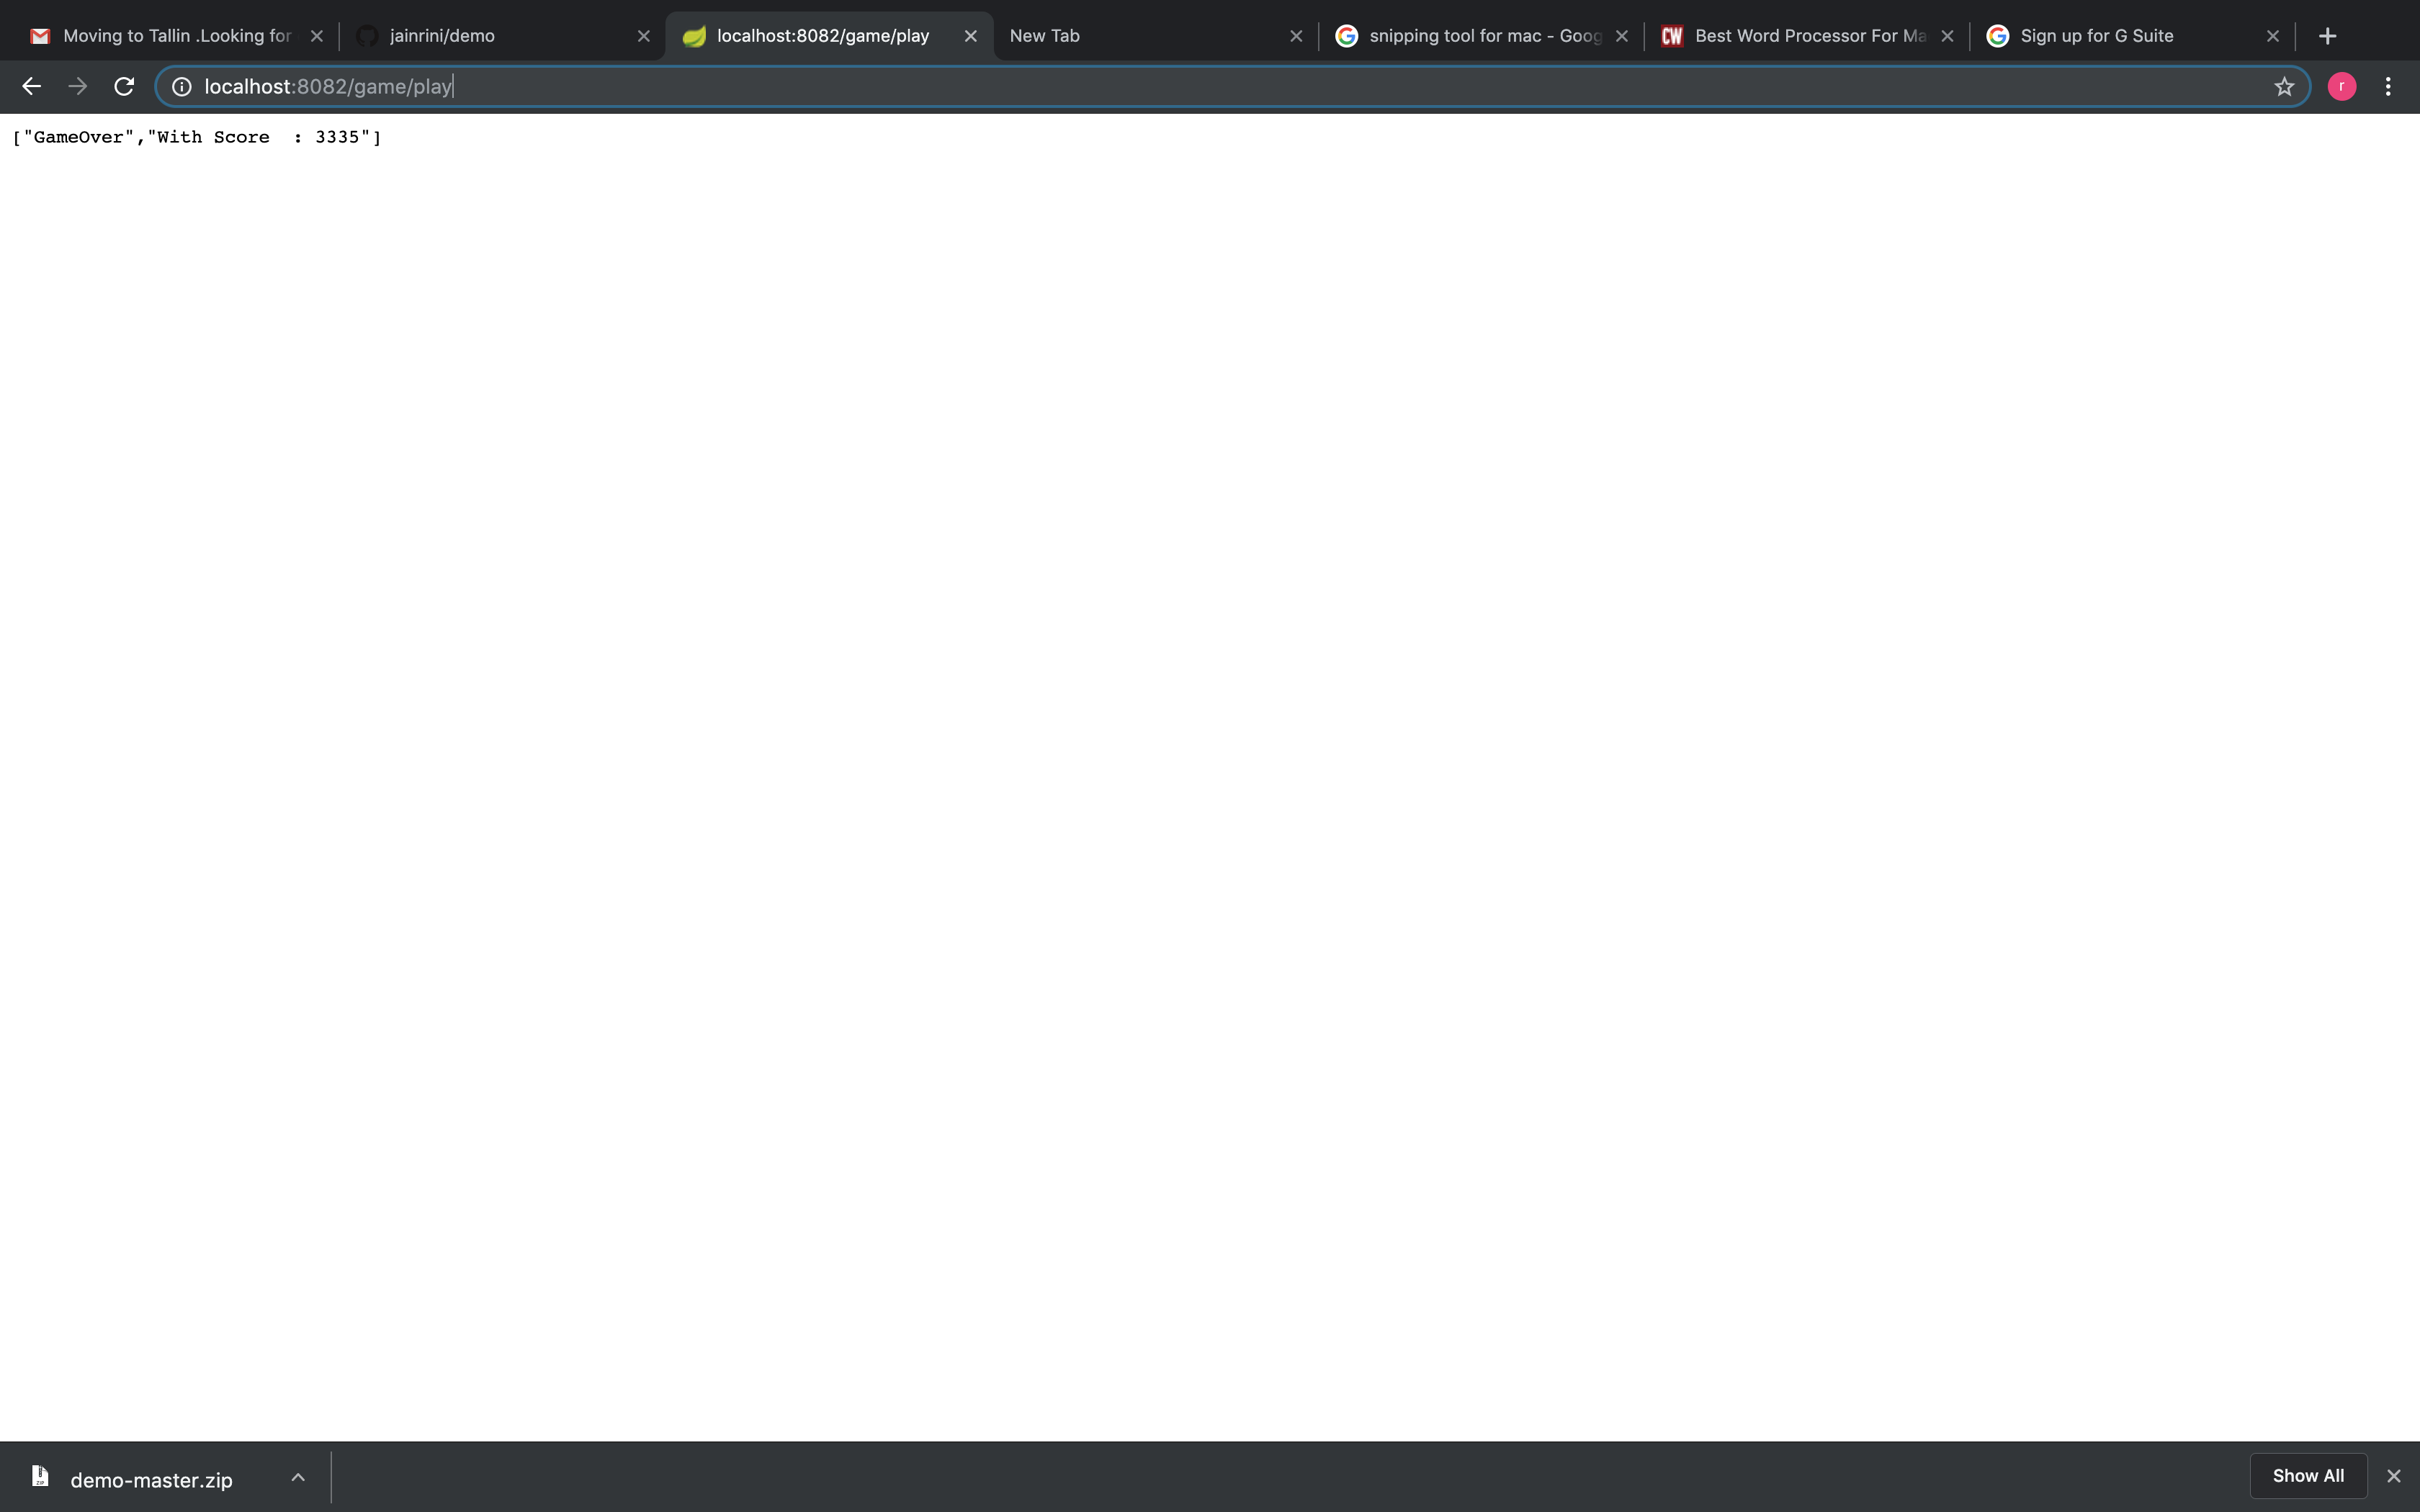 Moving to Tallin .Looking for
jainrini/demo
localhost:8082/game/play
New Tab
snipping tool for mac - Goog
CW
Best Word Processor For Ma
Sign up for G Suite
localhost:8082/game/play
r
["GameOver","With Score  : 3335"]
demo-master.zip
Show All